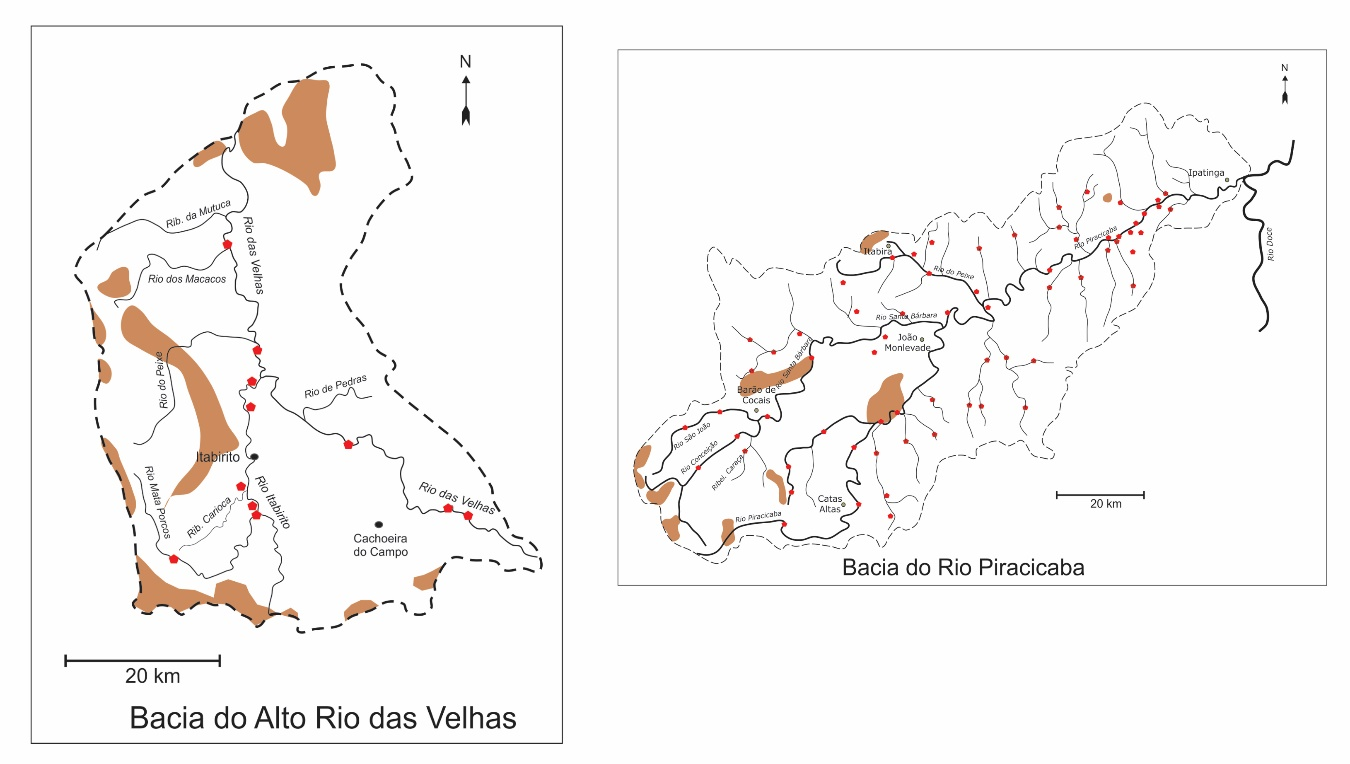 N
Rib. da Mutuca
Rio das Velhas
Rio dos Macacos
Rio do Peixe
Rio de Pedras
Itabirito
Rio Mata Porcos
Rib. Carioca
Rio Itabirito
Rio das Velhas
Cachoeira
do Campo
20 km
Bacia do Alto Rio das Velhas
N
Ipatinga
Rio Doce
Rio Piracicaba
Itabira
Rio do Peixe
Rio Santa Bárbara
João
Monlevade
Rio Santa Bárbara
Barão de
Cocais
Rio São João
Rio Conceição
Ribei. Caraça
Catas
Altas
Rio Piracicaba
20 km
Bacia do Rio Piracicaba